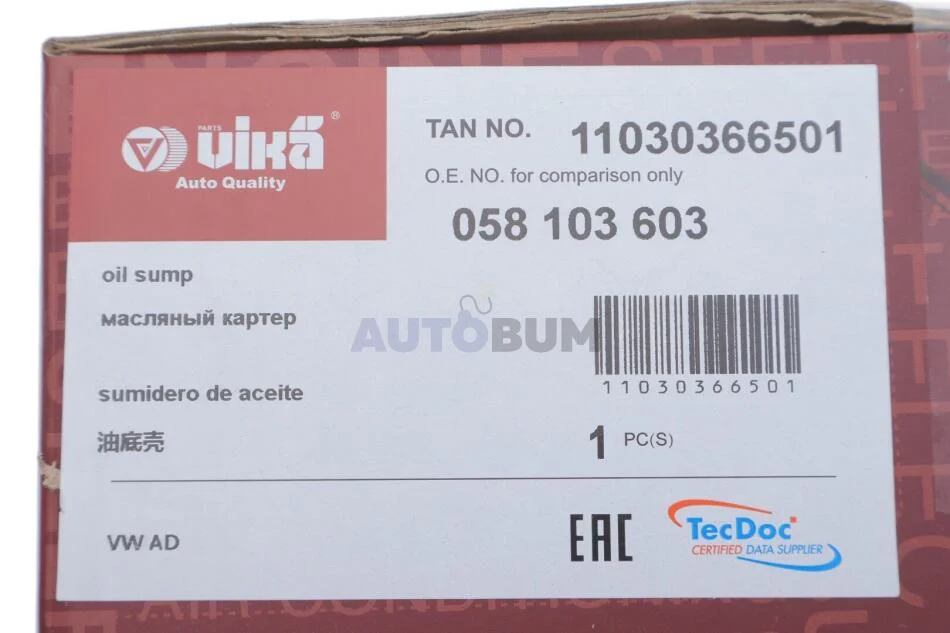 PARTS
vika®
Auto Quality
TAN NO. 11030366501
O.E. NO. for comparison only
058 103 603
oil sump
масляный картер
AUTOBUM
11030366501
sumidero de aceite
油底壳
1 PC(S)
VW AD
EAC
TecDoc
CERTIFIED DATA SUPPLIER